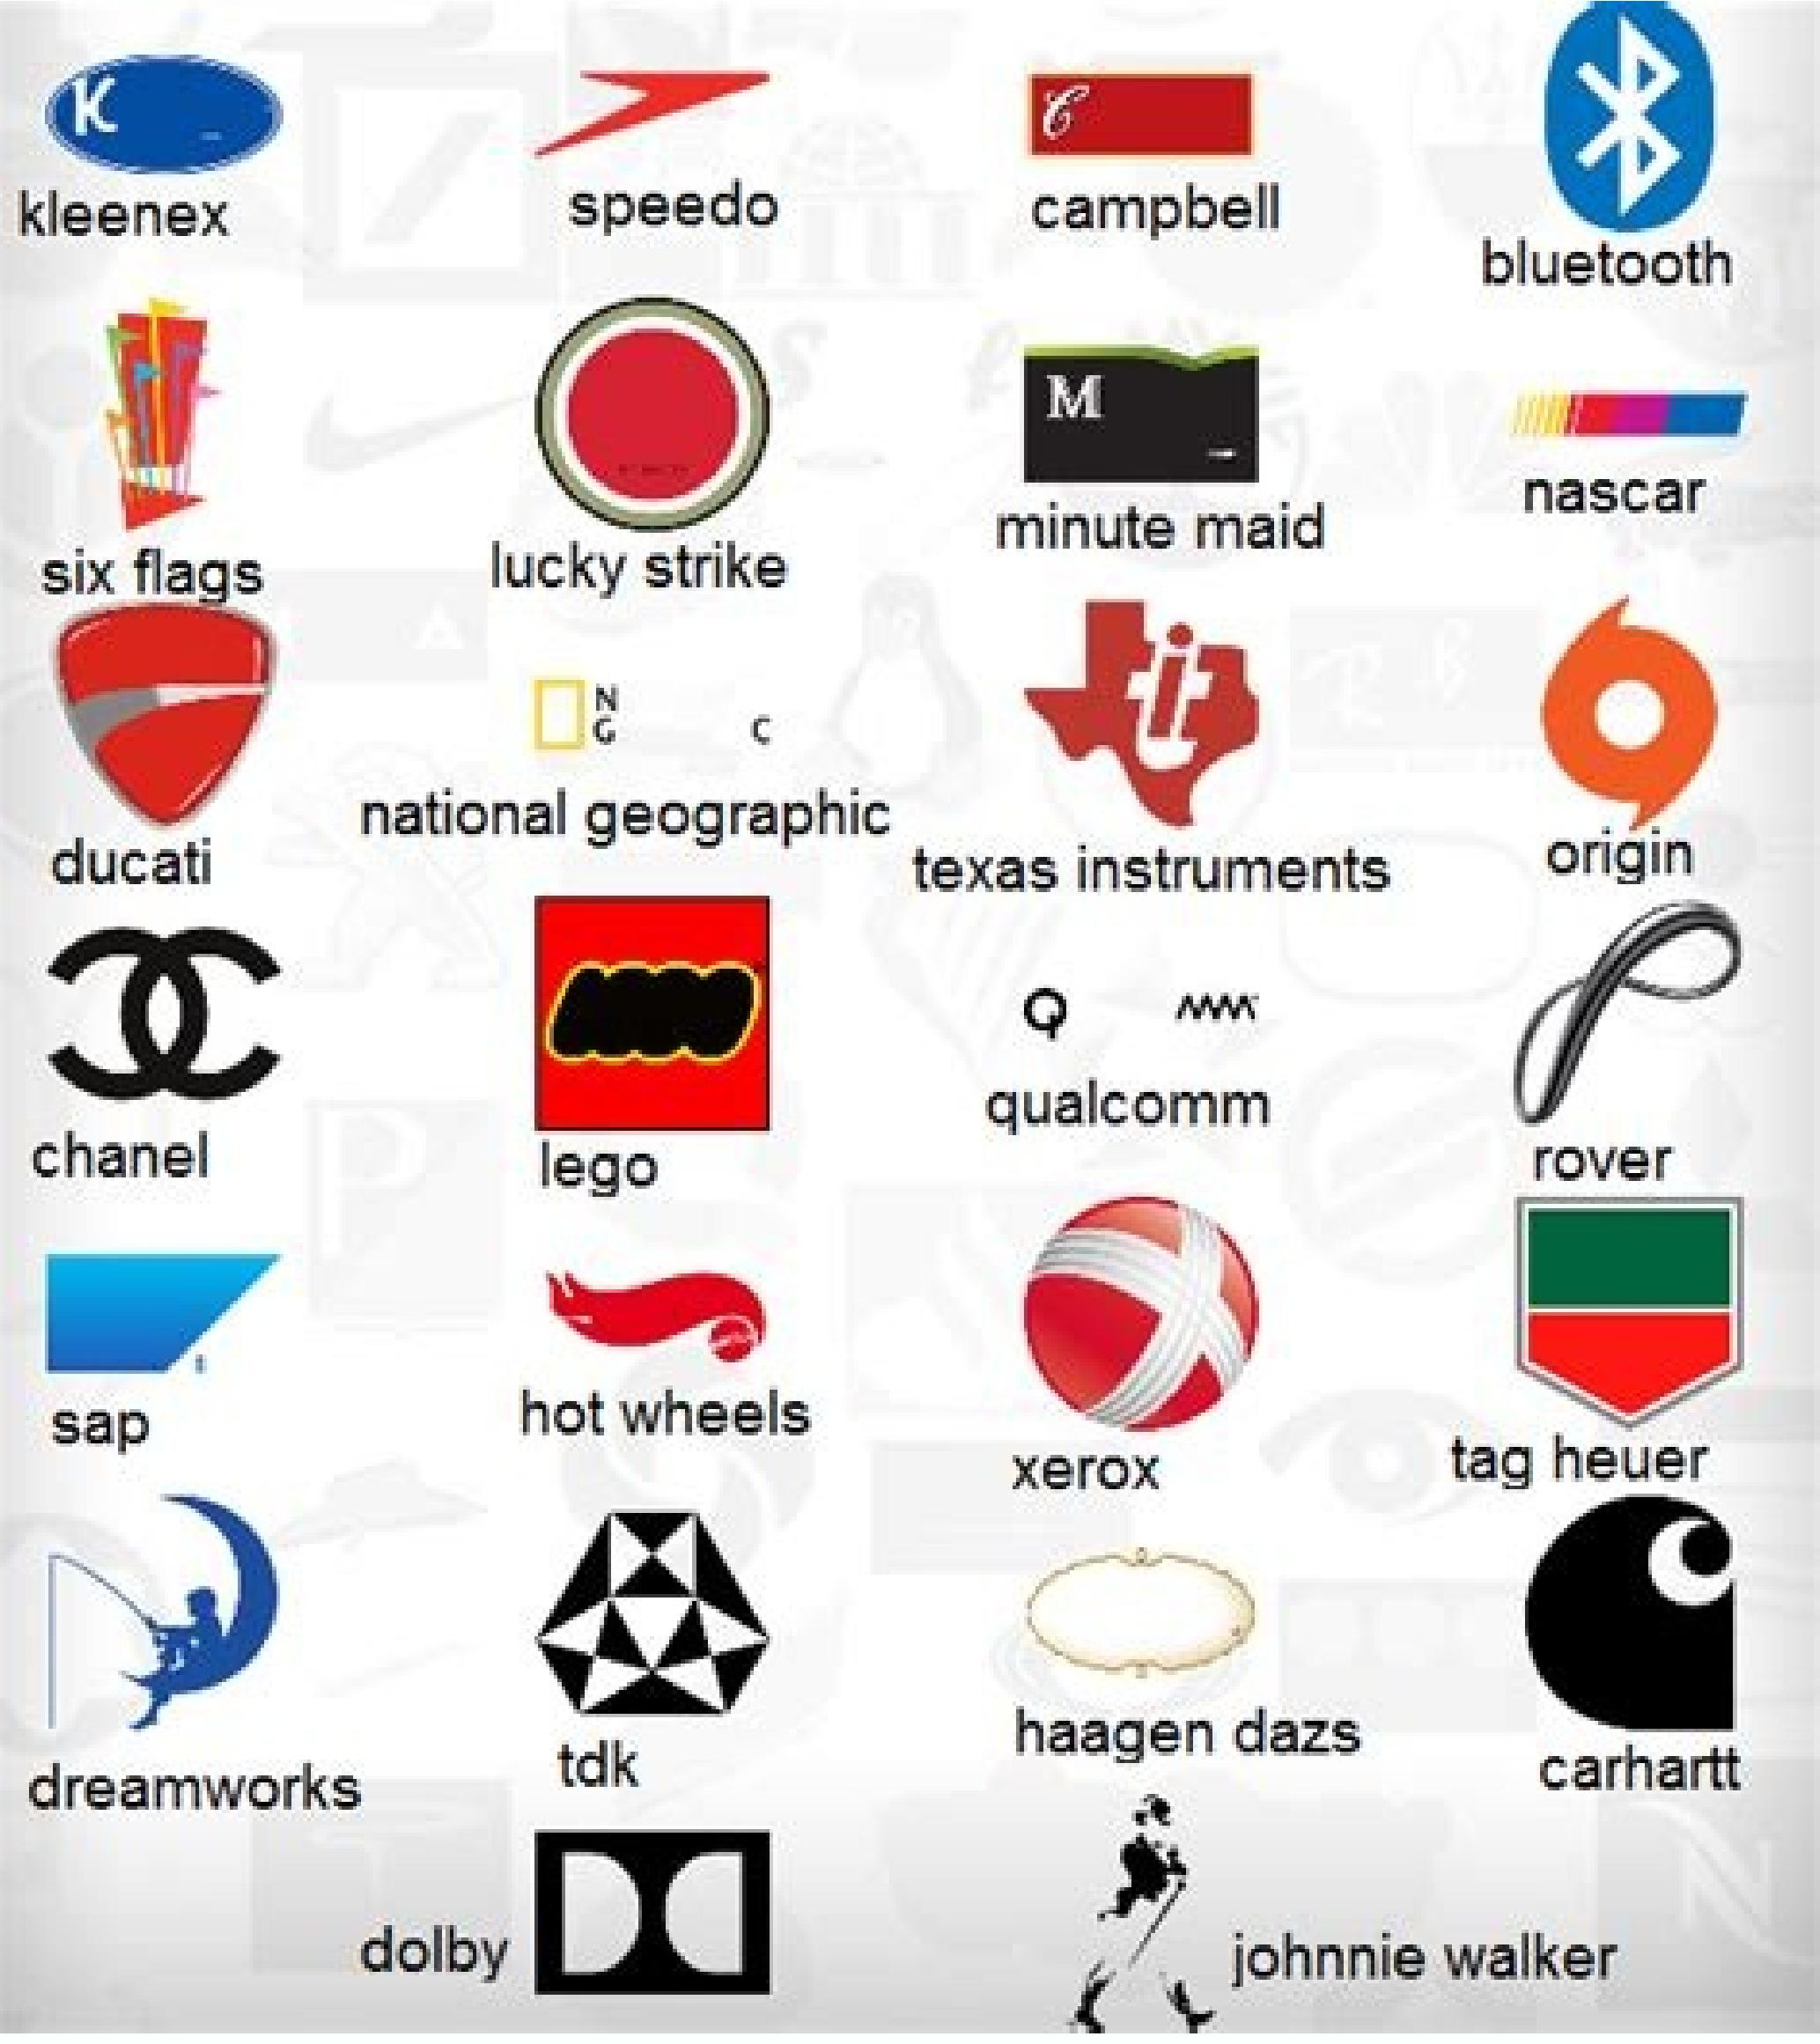 K
kleenex
speedo
C
campbell
bluetooth
six flags
lucky strike
M
minute maid
nascar
ducati
N
G C
national geographic
ti
texas instruments
origin
chanel
lego
Q
qualcomm
rover
sap
hot wheels
xerox
tag heuer
dreamworks
tdk
haagen dazs
carhartt
dolby
johnnie walker